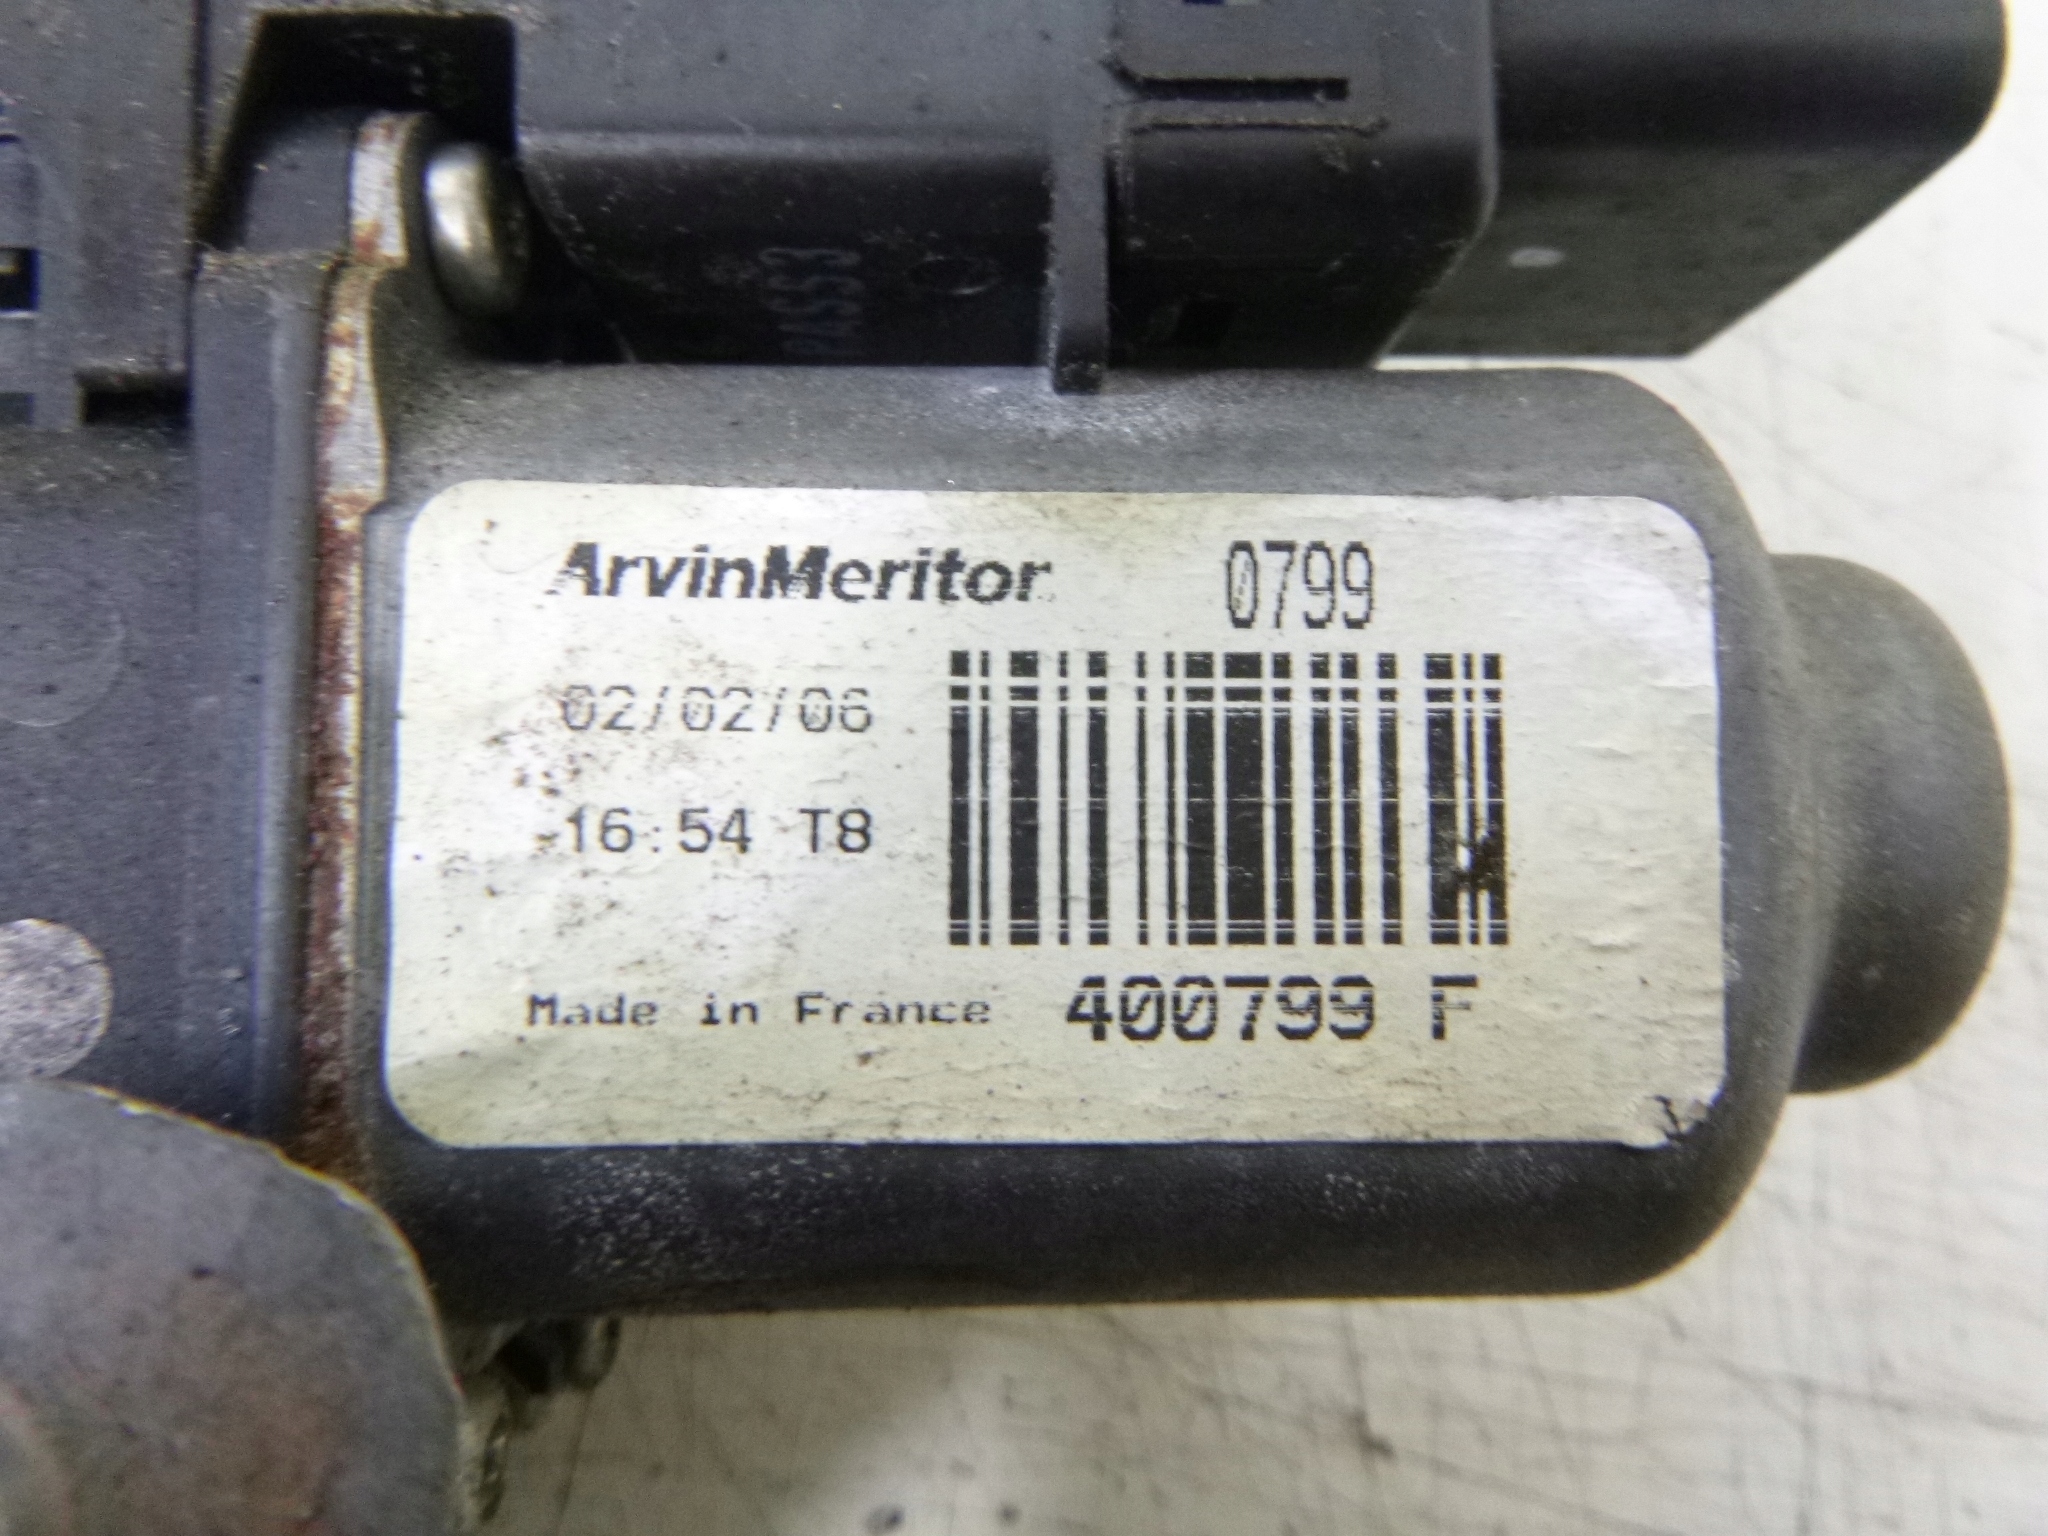 ArvinMeritor 0799
02/02/06
16:54 T8
Made in France 400799 F